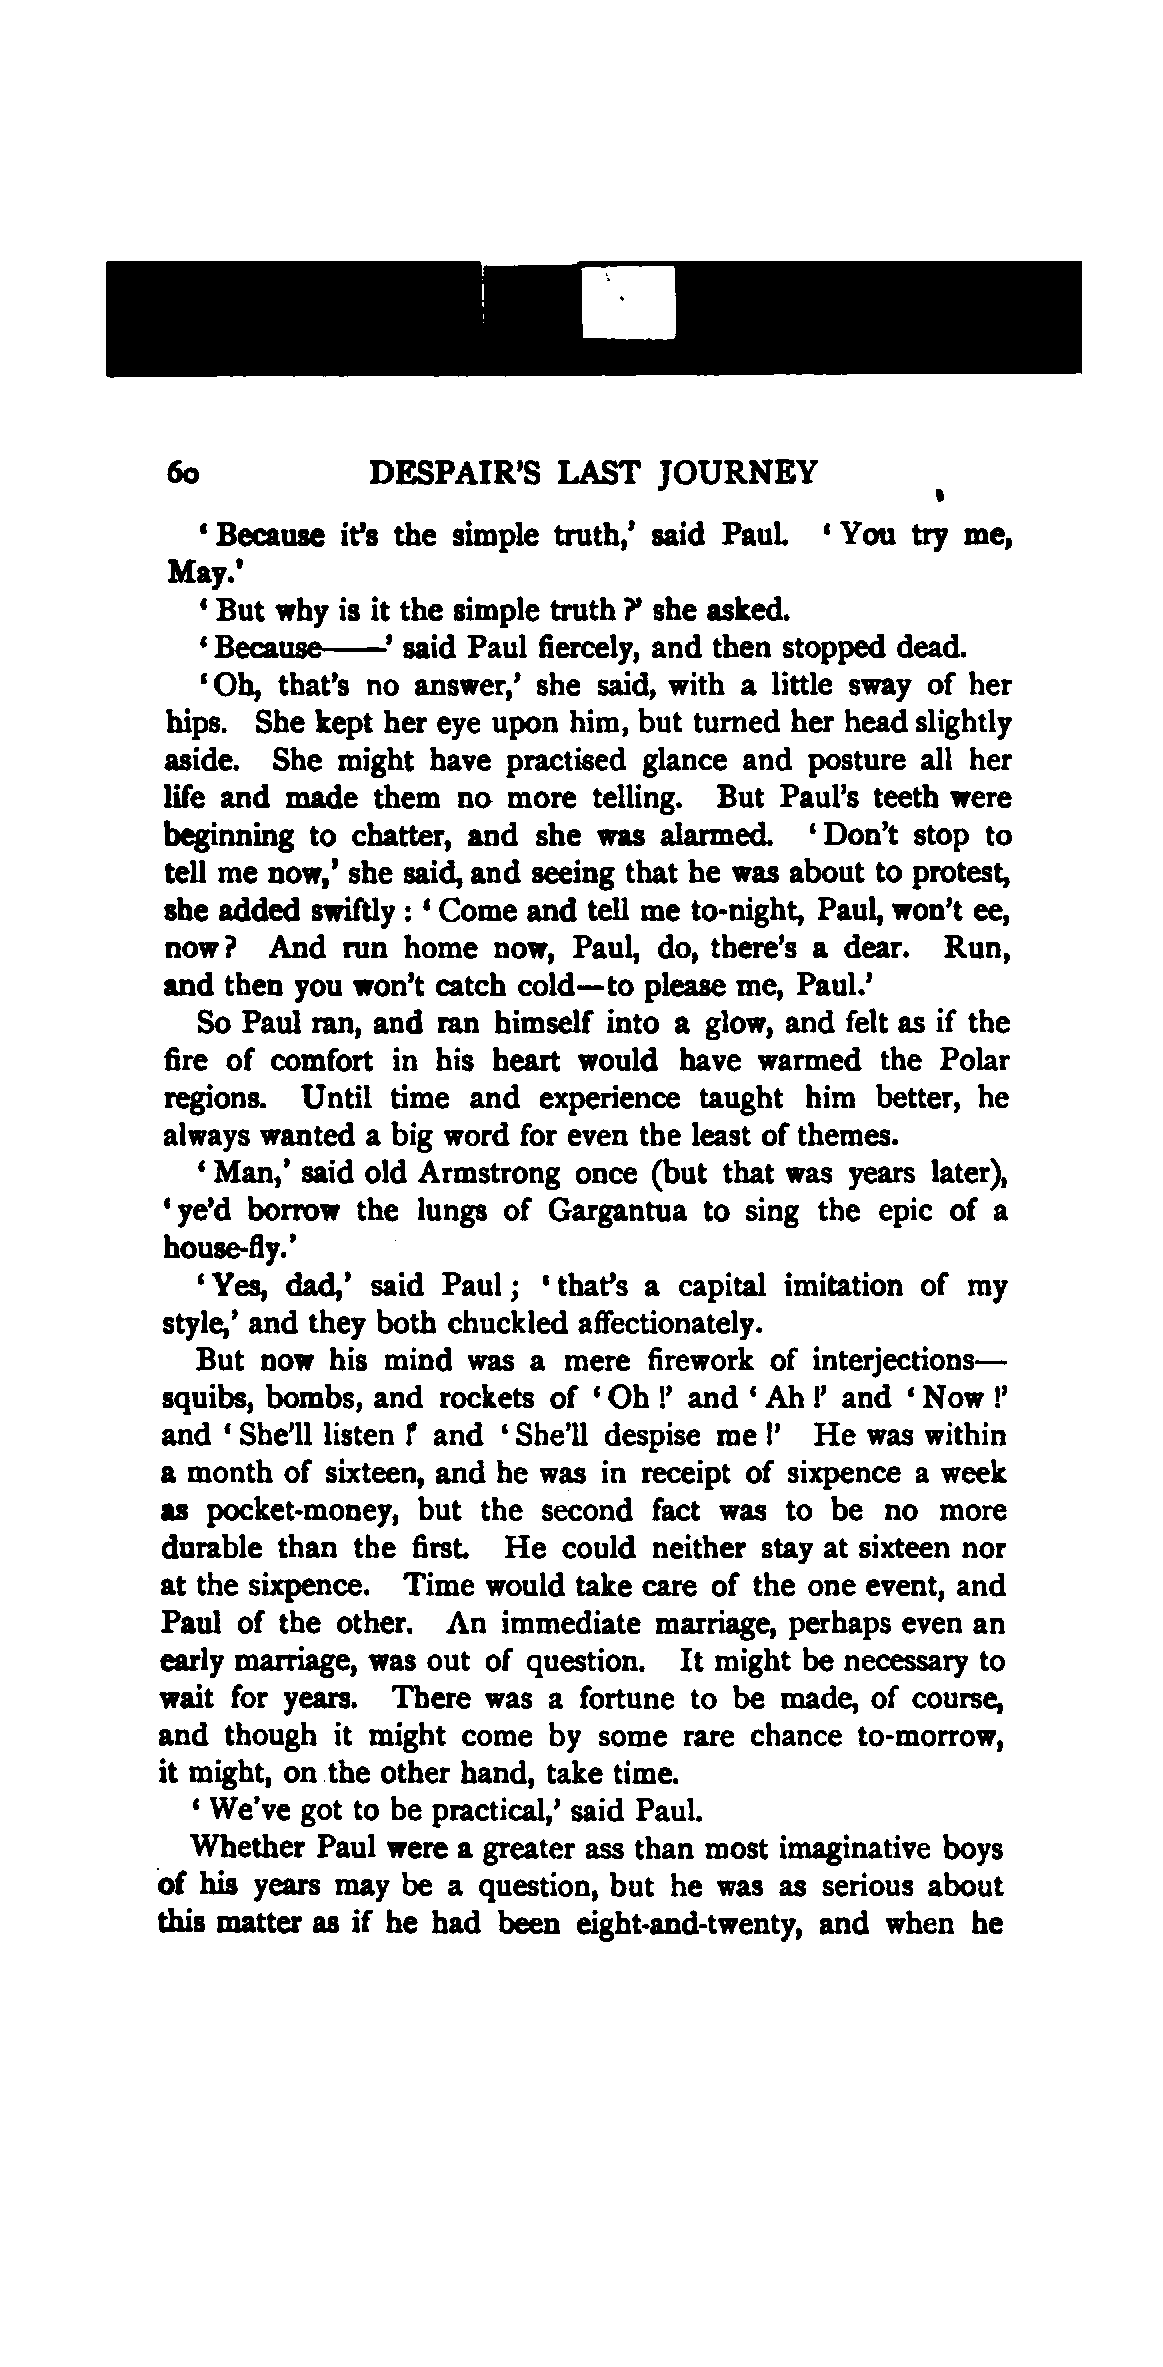 60 DESPAIR'S LAST JOURNEY
‘Because it's the simple truth,’ said Paul. ‘You try me,
May.’
‘But why is it the simple truth?’ she asked.
‘Because——’ said Paul fiercely, and then stopped dead.
‘Oh, that's no answer,’ she said, with a little sway of her
hips. She kept her eye upon him, but turned her head slightly
aside. She might have practised glance and posture all her
life and made them no more telling. But Paul's teeth were
beginning to chatter, and she was alarmed. ‘Don't stop to
tell me now,’ she said, and seeing that he was about to protest,
she added swiftly: ‘Come and tell me to-night, Paul, won't ee,
now? And run home now, Paul, do, there's a dear. Run,
and then you won't catch cold—to please me, Paul.’
So Paul ran, and ran himself into a glow, and felt as if the
fire of comfort in his heart would have warmed the Polar
regions. Until time and experience taught him better, he
always wanted a big word for even the least of themes.
‘Man,’ said old Armstrong once (but that was years later),
‘ye'd borrow the lungs of Gargantua to sing the epic of a
house-fly.’
‘Yes, dad,’ said Paul; ‘that's a capital imitation of my
style,’ and they both chuckled affectionately.
But now his mind was a mere firework of interjections—
squibs, bombs, and rockets of ‘Oh!’ and ‘Ah!’ and ‘Now!’
and ‘She'll listen!’ and ‘She'll despise me!’ He was within
a month of sixteen, and he was in receipt of sixpence a week
as pocket-money, but the second fact was to be no more
durable than the first. He could neither stay at sixteen nor
at the sixpence. Time would take care of the one event, and
Paul of the other. An immediate marriage, perhaps even an
early marriage, was out of question. It might be necessary to
wait for years. There was a fortune to be made, of course,
and though it might come by some rare chance to-morrow,
it might, on the other hand, take time.
‘We've got to be practical,’ said Paul.
Whether Paul were a greater ass than most imaginative boys
of his years may be a question, but he was as serious about
this matter as if he had been eight-and-twenty, and when he